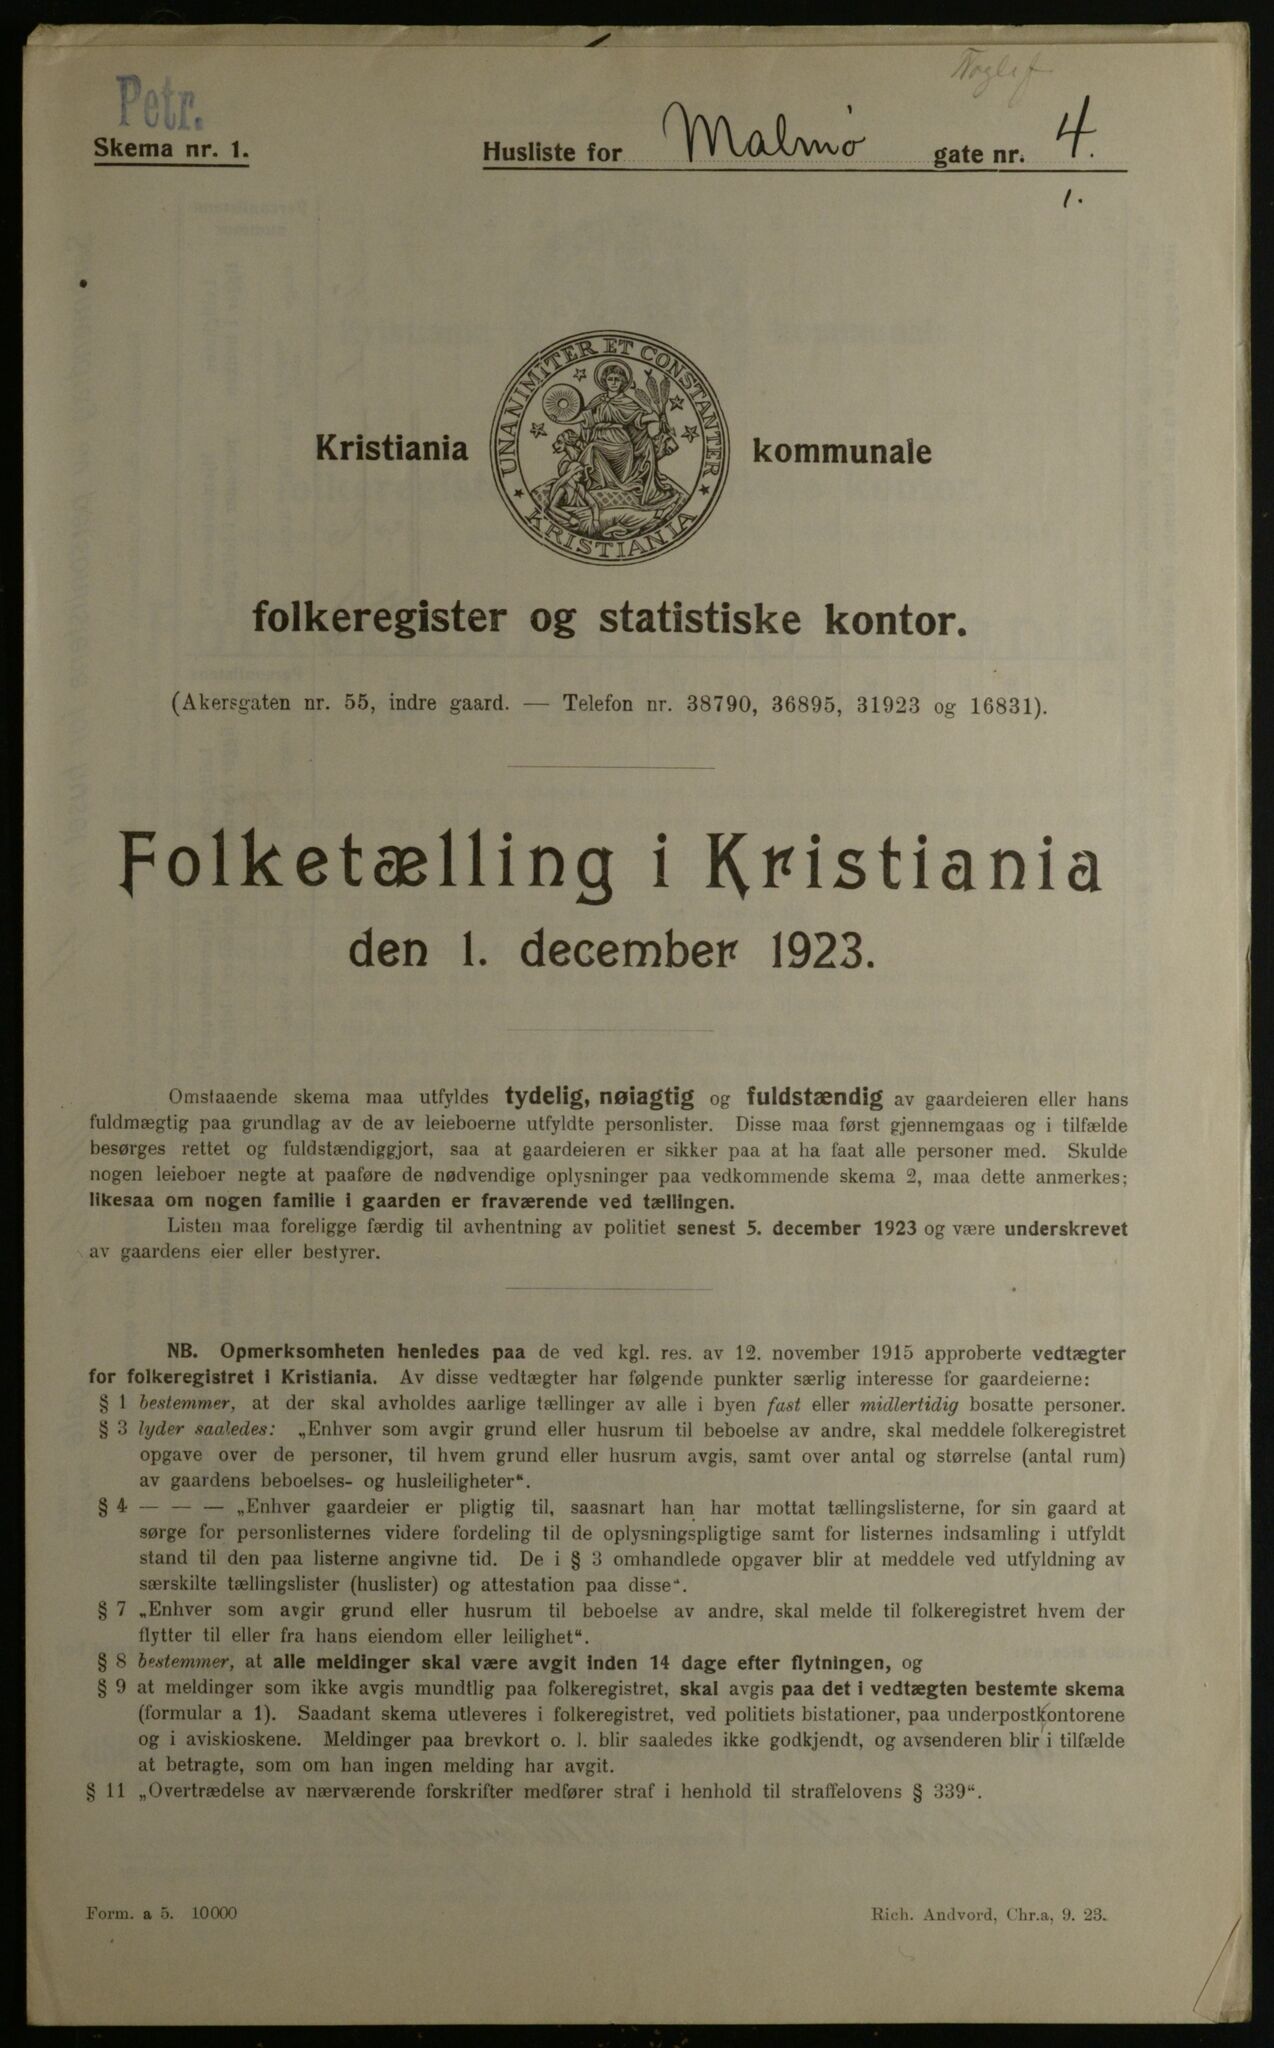 Petr.
Skema nr. 1.
Husliste for Malmö gate nr. 4.
1.
UNANIMITER ET CONSTANTER
KRISTIANIA
Kristiania kommunale
folkeregister og statistiske kontor.
(Akersgaten nr. 55, indre gaard. — Telefon nr. 38790, 36895, 31923 og 16831).
Folketælling i Kristiania
den 1. december 1923.
Omstaaende skema maa utfyldes tydelig, nøiagtig og fuldstændig av gaardeieren eller hans
fuldmægtig paa grundlag av de av leieboerne utfyldte personlister. Disse maa først gjennemgaas og i tilfælde
besørges rettet og fuldstændiggjort, saa at gaardeieren er sikker paa at ha faat alle personer med. Skulde
nogen leieboer negte at paaføre de nødvendige oplysninger paa vedkommende skema 2, maa dette anmerkes;
likesaa om nogen familie i gaarden er fraværende ved tællingen.
Listen maa foreligge færdig til avhentning av politiet senest 5. december 1923 og være underskrevet
av gaardens eier eller bestyrer.
NB. Opmerksomheten henledes paa de ved kgl. res. av 12. november 1915 approberte vedtægter
for folkeregistret i Kristiania. Av disse vedtægter har følgende punkter særlig interesse for gaardeierne:
§ 1 bestemmer, at der skal avholdes aarlige tællinger av alle i byen fast eller midlertidig bosatte personer.
§ 3 lyder saaledes: „Enhver som avgir grund eller husrum til beboelse av andre, skal meddele folkeregistret
opgave over de personer, til hvem grund eller husrum avgis, samt over antal og størrelse (antal rum)
av gaardens beboelses- og husleiligheter“.
§ 4 — — — „Enhver gaardeier er pligtig til, saasnart han har mottat tællingslisterne, for sin gaard at
sørge for personlisternes videre fordeling til de oplysningspligtige samt for listernes indsamling i utfyldt
stand til den paa listerne angivne tid. De i § 3 omhandlede opgaver blir at meddele ved utfyldning av
særskilte tællingslister (huslister) og attestation paa disse“.
§ 7 „Enhver som avgir grund eller husrum til beboelse av andre, skal melde til folkeregistret hvem der
flytter til eller fra hans eiendom eller leilighet“.
§ 8 bestemmer, at alle meldinger skal være avgit inden 14 dage efter flytningen, og
§ 9 at meldinger som ikke avgis mundtlig paa folkeregistret, skal avgis paa det i vedtægten bestemte skema
(formular a 1). Saadant skema utleveres i folkeregistret, ved politiets bistationer, paa underpostkontorene
og i aviskioskene. Meldinger paa brevkort o. l. blir saaledes ikke godkjendt, og avsenderen blir i tilfælde
at betragte, som om han ingen melding har avgit.
§ 11 „Overtrædelse av nærværende forskrifter medfører straf i henhold til straffelovens § 339“.
Form. a 5. 10000
Rich. Andvord, Chr.a, 9. 23.